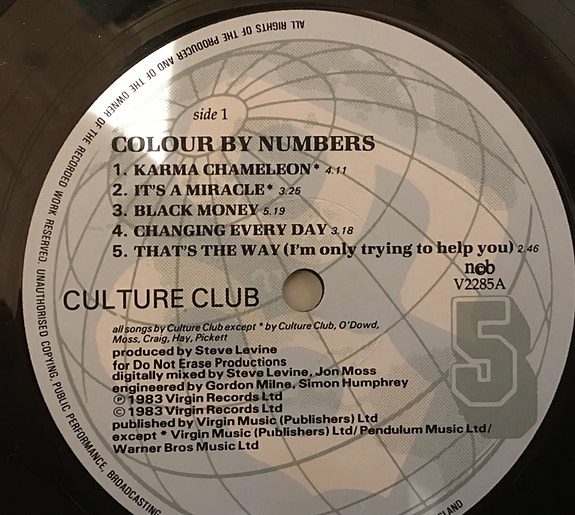 ALL RIGHTS OF THE PRODUCER AND OF THE OWNER OF THE RECORDED WORK RESERVED. UNAUTHORISED COPYING, PUBLIC PERFORMANCE, BROADCASTING
side 1
COLOUR BY NUMBERS
1. KARMA CHAMELEON* 4.11
2. IT'S A MIRACLE* 3.25
3. BLACK MONEY 5.19
4. CHANGING EVERY DAY 3.18
5. THAT'S THE WAY (I'm only trying to help you) 2.46
ncb
V2285A
CULTURE CLUB
5
all songs by Culture Club except * by Culture Club, O'Dowd,
Moss, Craig, Hay, Pickett
produced by Steve Levine
for Do Not Erase Productions
digitally mixed by Steve Levine, Jon Moss
engineered by Gordon Milne, Simon Humphrey
℗ 1983 Virgin Records Ltd
© 1983 Virgin Records Ltd
published by Virgin Music (Publishers) Ltd
except * Virgin Music (Publishers) Ltd/ Pendulum Music Ltd/
Warner Bros Music Ltd